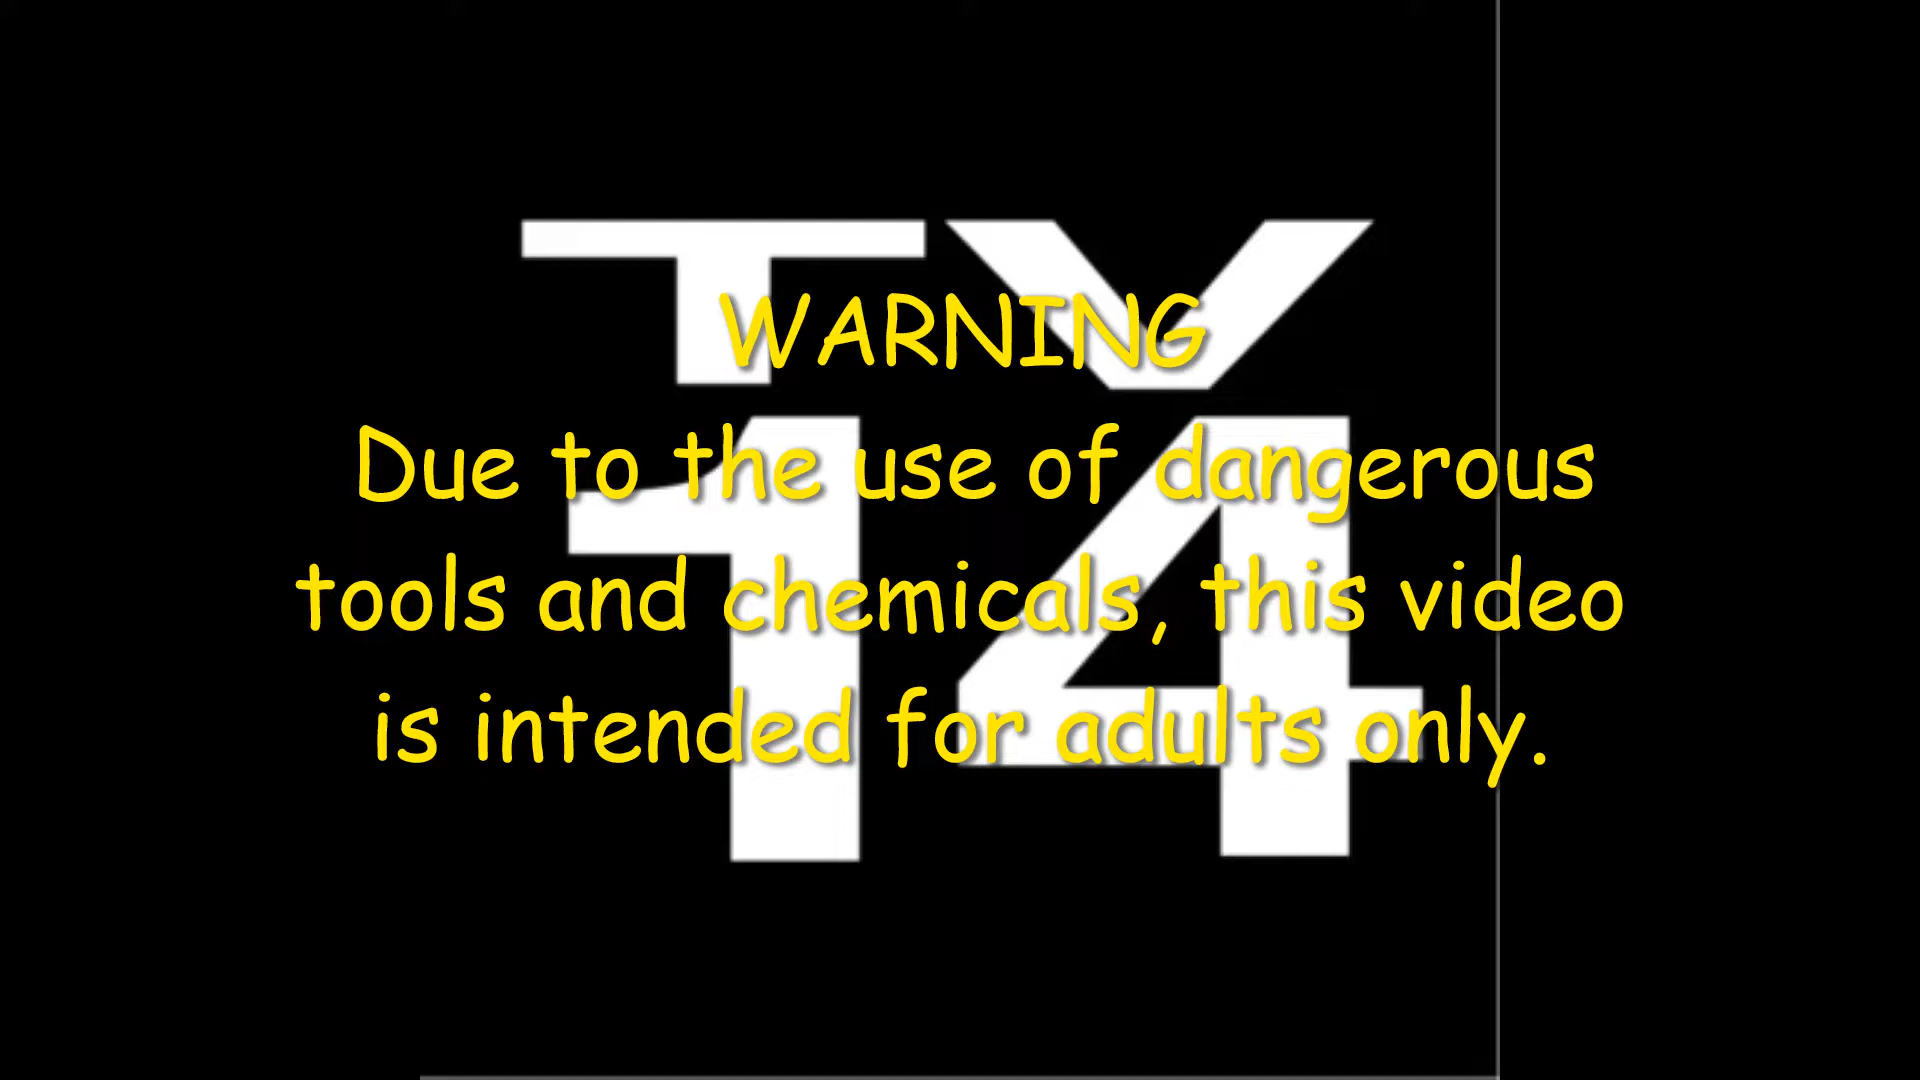 TV
14
WARNING
Due to the use of dangerous
tools and chemicals, this video
is intended for adults only.